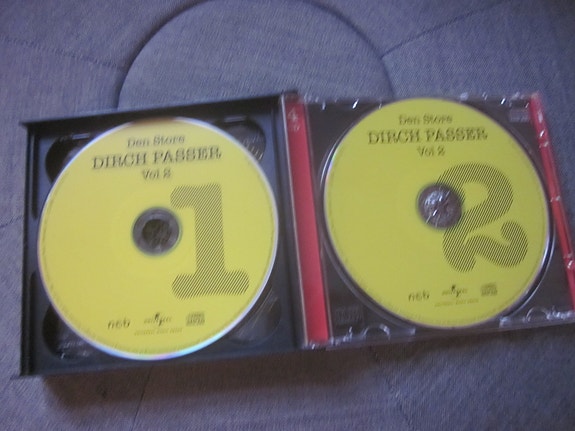 Den Store
DIRCH PASSER
Vol 2
1
Den Store
DIRCH PASSER
Vol 2
2